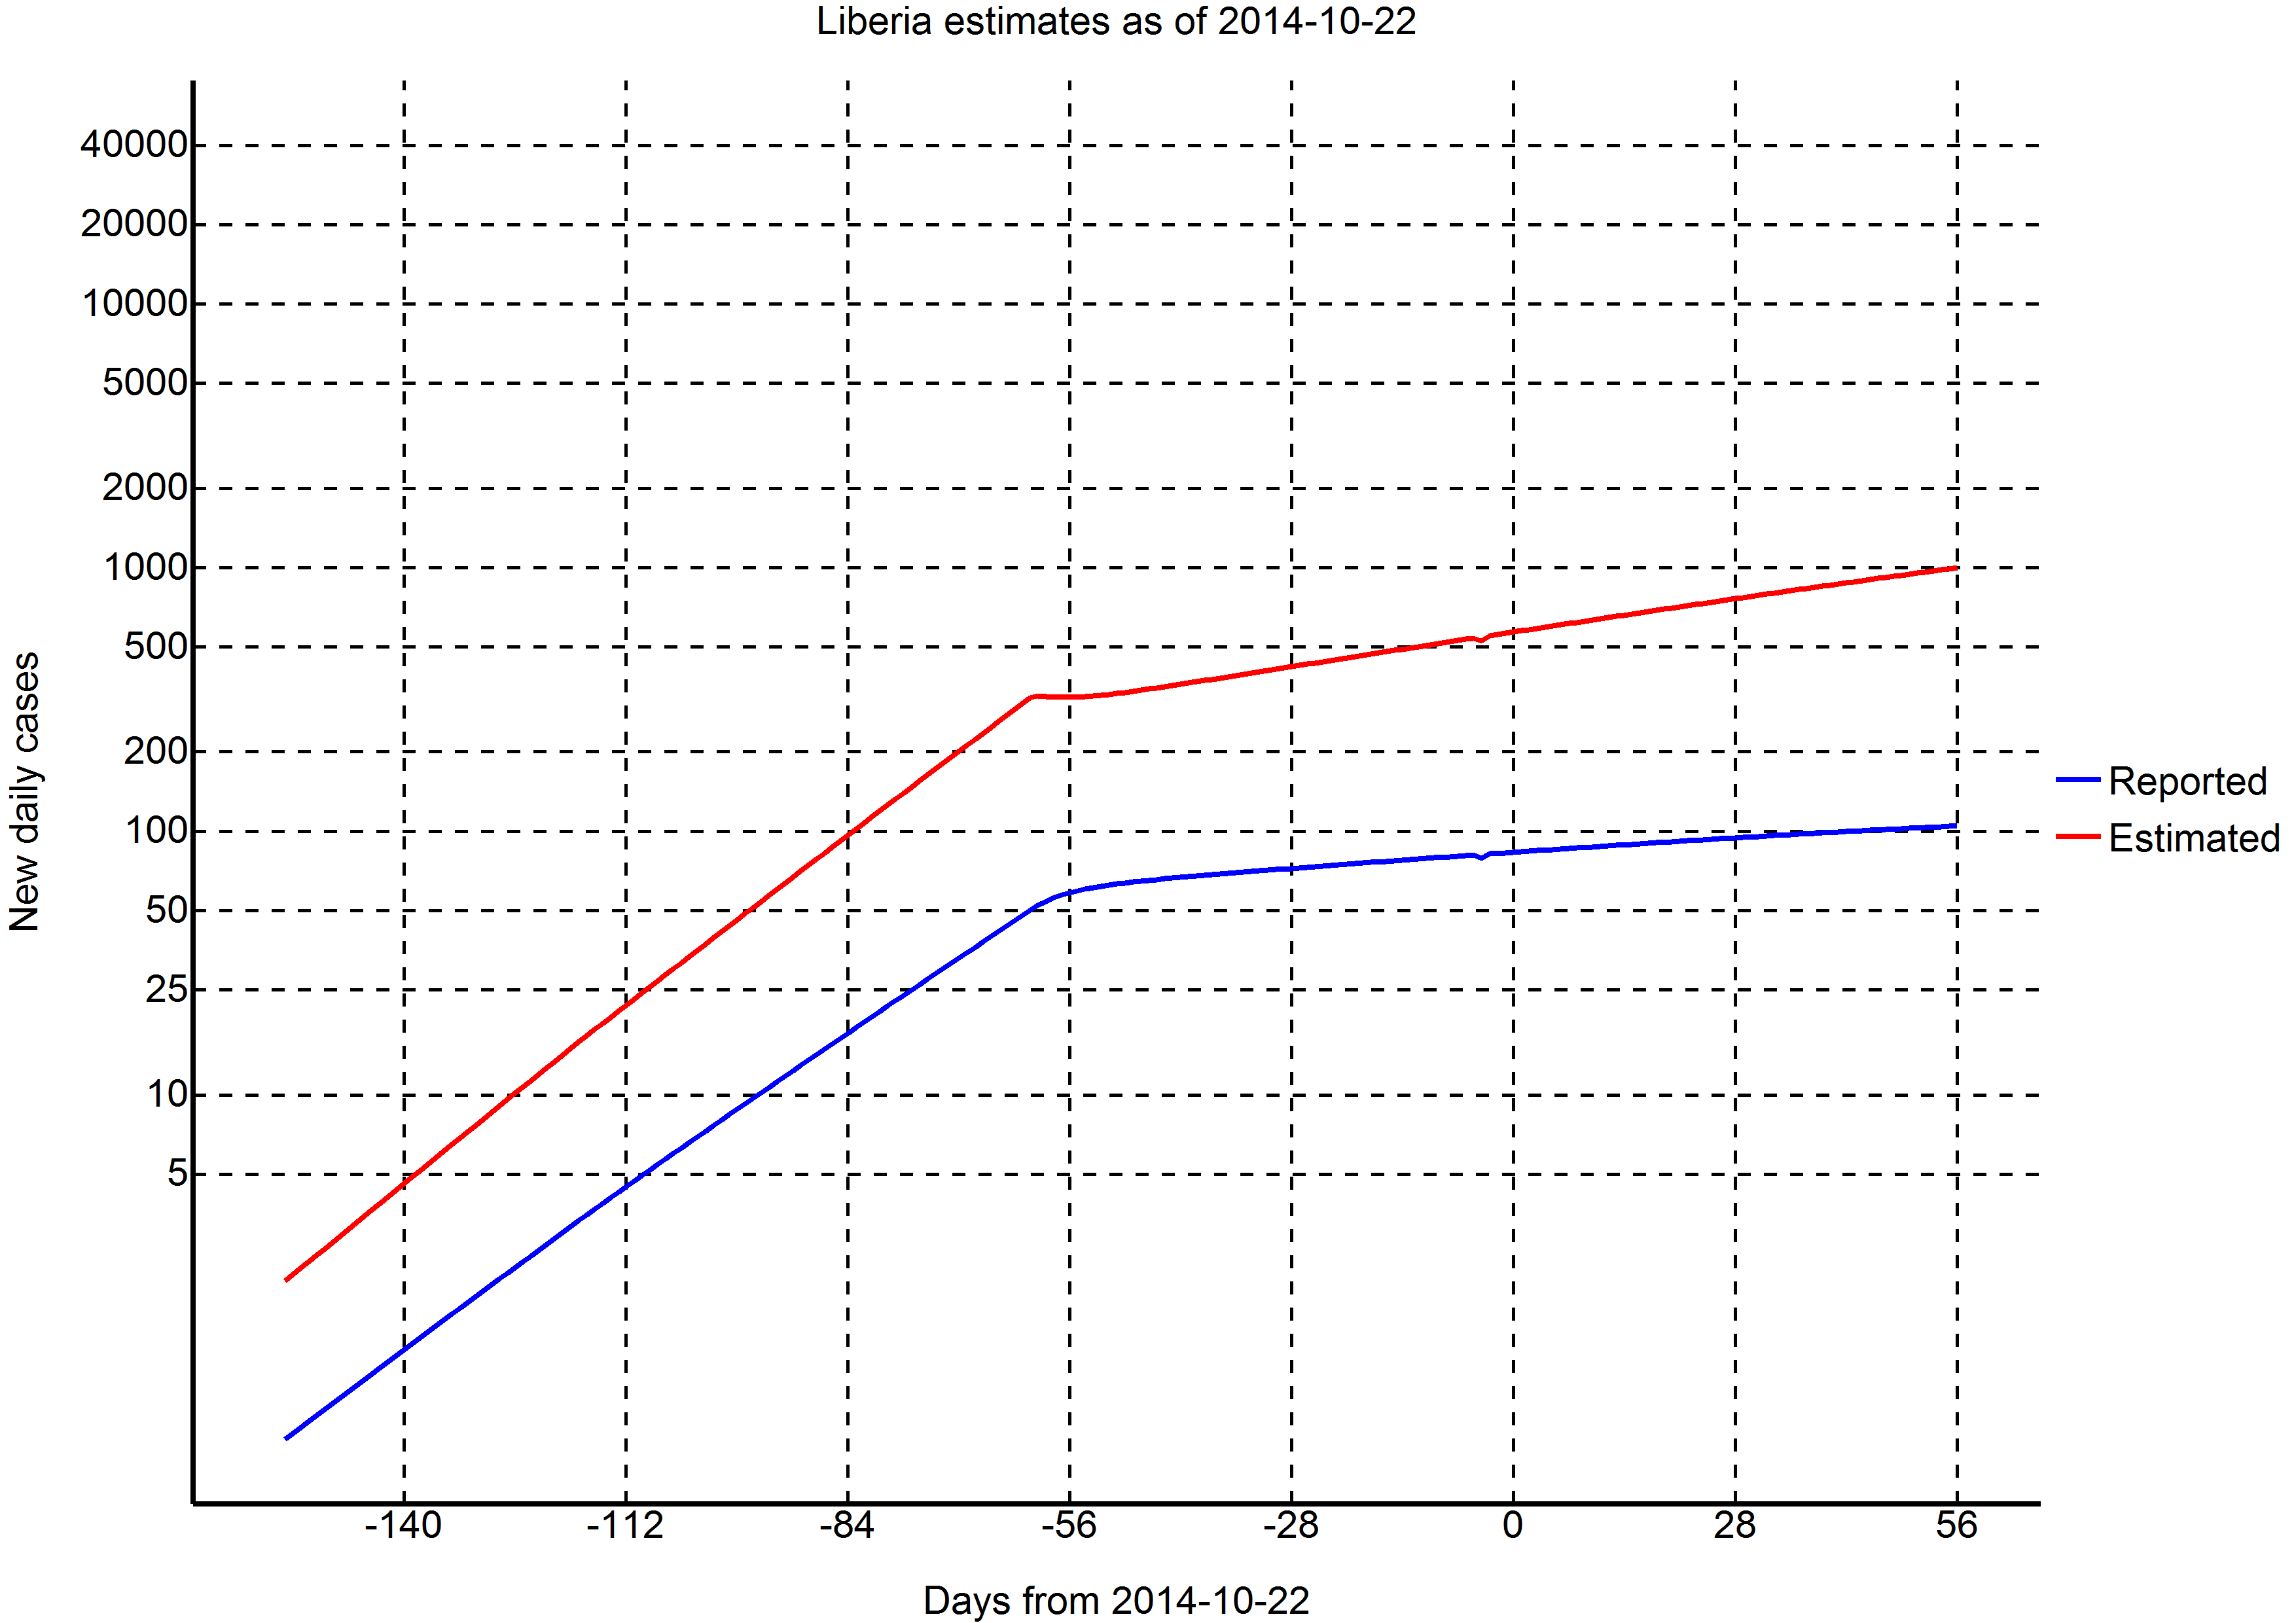 Liberia estimates as of 2014-10-22
40000
20000
10000
5000
2000
1000
500
200
100
50
25
10
5
New daily cases
Reported
Estimated
-140 -112 -84 -56 -28 0 28 56
Days from 2014-10-22